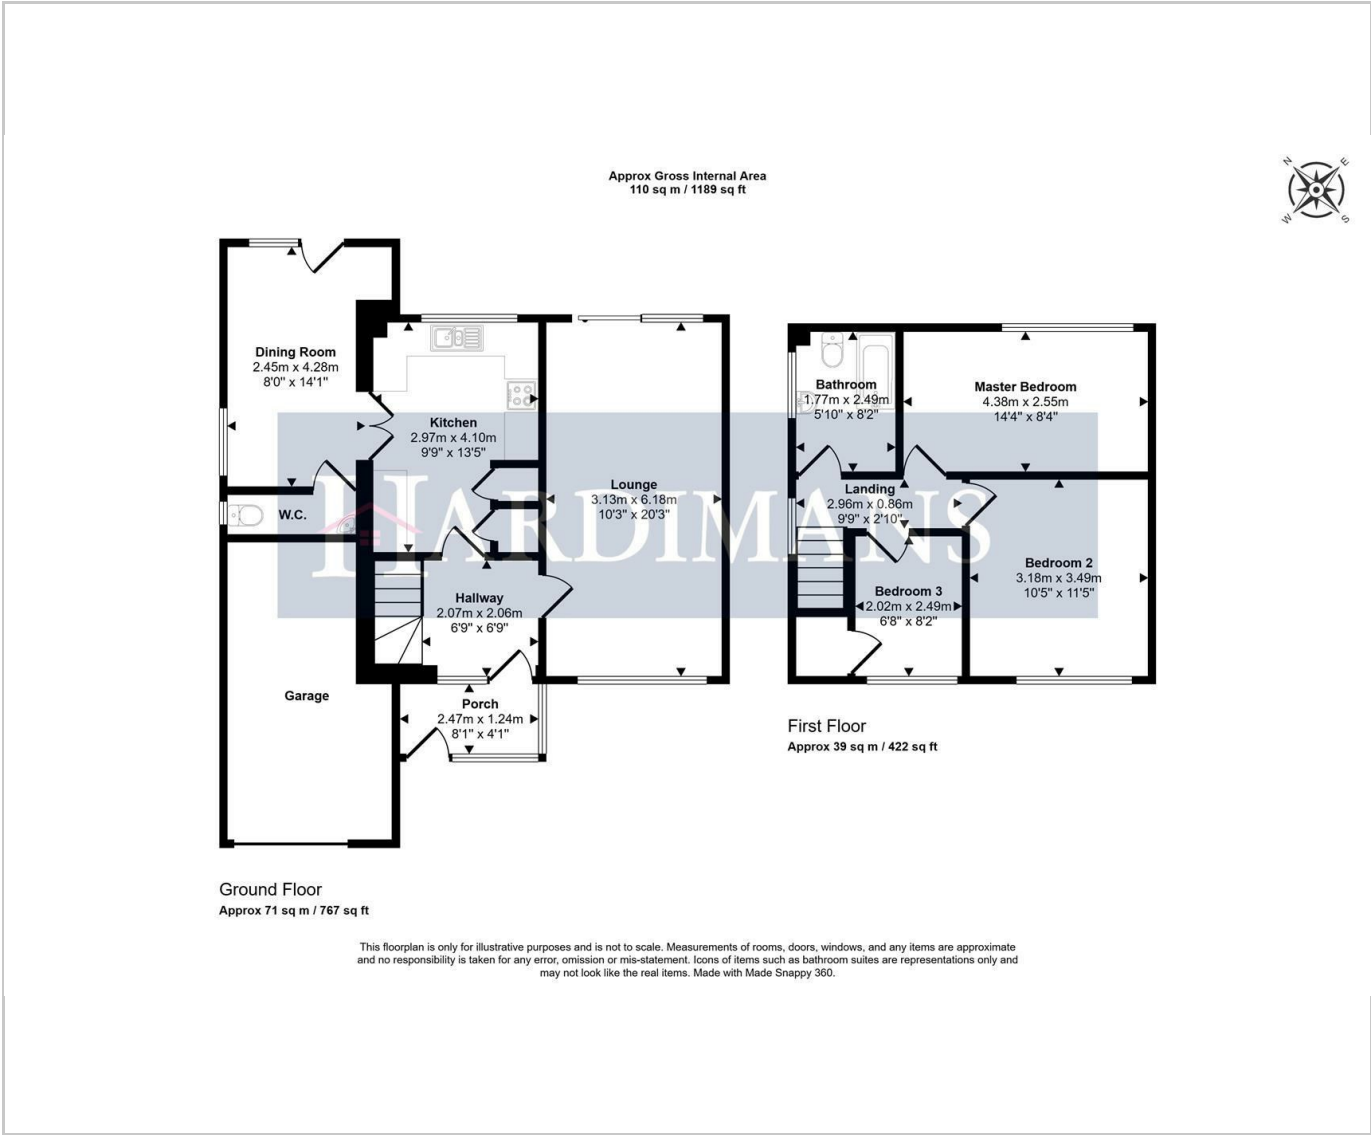 Approx Gross Internal Area
110 sq m / 1189 sq ft
N
E
W
S
Dining Room
2.45m x 4.28m
8'0" x 14'1"
Kitchen
2.97m x 4.10m
9'9" x 13'5"
Lounge
3.13m x 6.18m
10'3" x 20'3"
W.C.
Hallway
2.07m x 2.06m
6'9" x 6'9"
Garage
Porch
2.47m x 1.24m
8'1" x 4'1"
Bathroom
1.77m x 2.49m
5'10" x 8'2"
Master Bedroom
4.38m x 2.55m
14'4" x 8'4"
Landing
2.96m x 0.86m
9'9" x 2'10"
Bedroom 2
3.18m x 3.49m
10'5" x 11'5"
Bedroom 3
2.02m x 2.49m
6'8" x 8'2"
HARDIMANS
First Floor
Approx 39 sq m / 422 sq ft
Ground Floor
Approx 71 sq m / 767 sq ft
This floorplan is only for illustrative purposes and is not to scale. Measurements of rooms, doors, windows, and any items are approximate
and no responsibility is taken for any error, omission or mis-statement. Icons of items such as bathroom suites are representations only and
may not look like the real items. Made with Made Snappy 360.